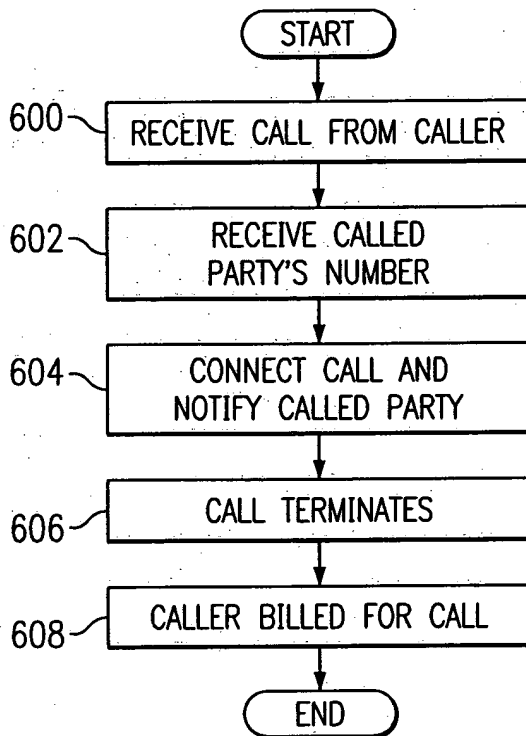 START
600
RECEIVE CALL FROM CALLER
602
RECEIVE CALLED
PARTY'S NUMBER
604
CONNECT CALL AND
NOTIFY CALLED PARTY
606
CALL TERMINATES
608
CALLER BILLED FOR CALL
END